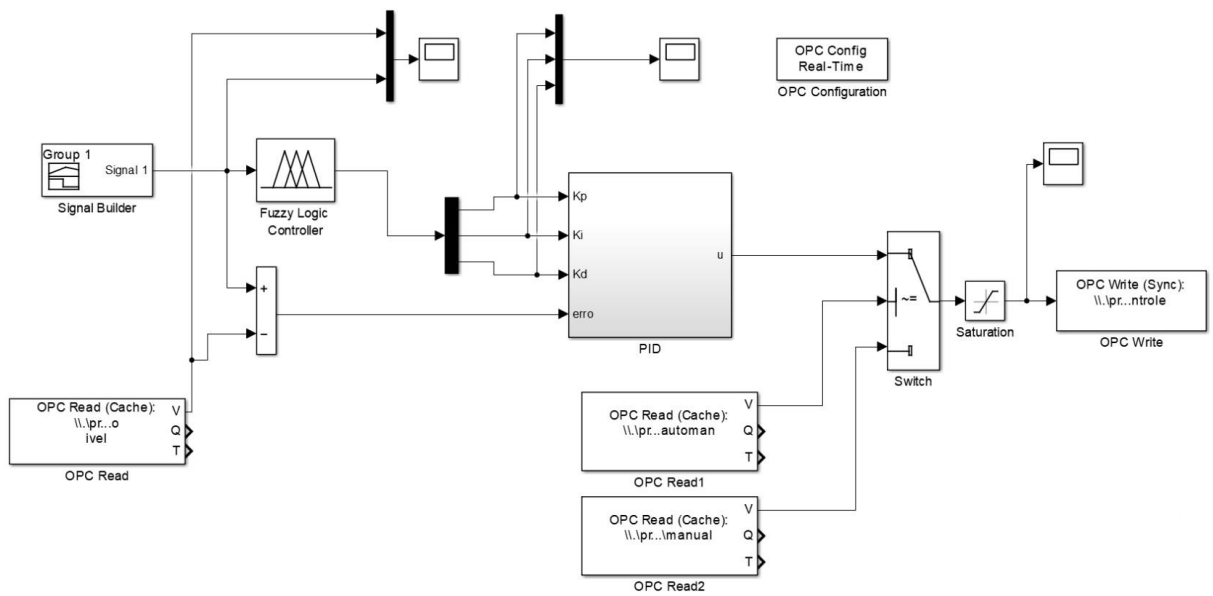 OPC Config
Real-Time
OPC Configuration
Group 1
Signal 1
Signal Builder
Fuzzy Logic
Controller
Kp
Ki
Kd
erro
u
PID
+
−
~=
Switch
Saturation
OPC Write (Sync):
\\.\pr...ntrole
OPC Write
OPC Read (Cache):
\\.\pr...o
ivel
V
Q
T
OPC Read
OPC Read (Cache):
\\.\pr...automan
V
Q
T
OPC Read1
OPC Read (Cache):
\\.\pr...\manual
V
Q
T
OPC Read2